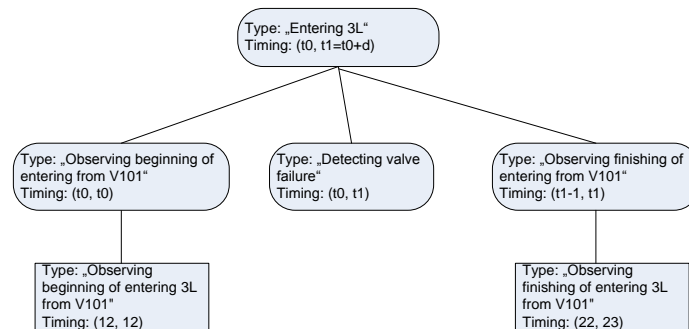 Type: „Entering 3L“
Timing: (t0, t1=t0+d)
Type: „Observing beginning of
entering from V101“
Timing: (t0, t0)
Type: „Detecting valve
failure“
Timing: (t0, t1)
Type: „Observing finishing of
entering from V101“
Timing: (t1-1, t1)
Type: „Observing
beginning of entering 3L
from V101"
Timing: (12, 12)
Type: „Observing
finishing of entering 3L
from V101"
Timing: (22, 23)